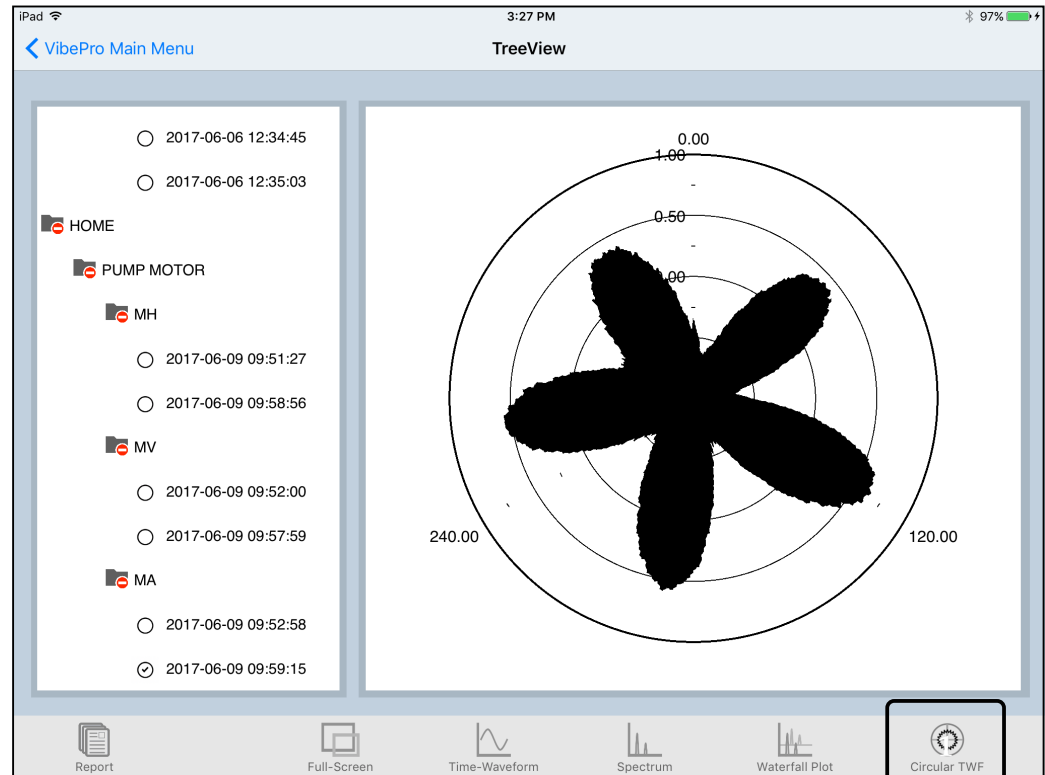 iPad 3:27 PM 97%
VibePro Main Menu TreeView
2017-06-06 12:34:45
2017-06-06 12:35:03
HOME
PUMP MOTOR
MH
2017-06-09 09:51:27
2017-06-09 09:58:56
MV
2017-06-09 09:52:00
2017-06-09 09:57:59
MA
2017-06-09 09:52:58
2017-06-09 09:59:15
0.00
1.00
-
0.50
-
.00
-
240.00
120.00
Report Full-Screen Time-Waveform Spectrum Waterfall Plot Circular TWF